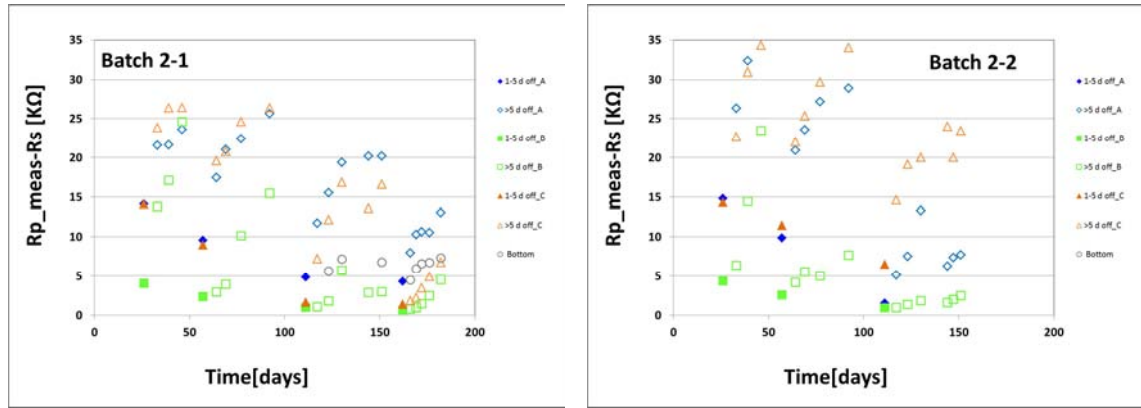 Batch 2-1
Rp_meas-Rs [KΩ]
35
30
25
20
15
10
5
0
0 50 100 150 200
Time[days]
1-5 d off_A
>5 d off_A
1-5 d off_B
>5 d off_B
1-5 d off_C
>5 d off_C
Bottom
Batch 2-2
Rp_meas-Rs [KΩ]
35
30
25
20
15
10
5
0
0 50 100 150 200
Time[days]
1-5 d off_A
>5 d off_A
1-5 d off_B
>5 d off_B
1-5 d off_C
>5 d off_C